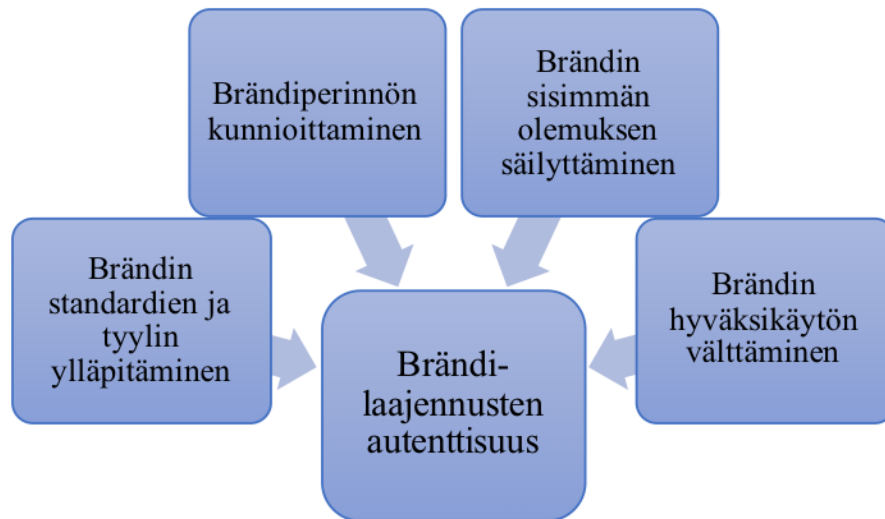 Brändiperinnön
kunnioittaminen
Brändin
sisimmän
olemuksen
säilyttäminen
Brändin
standardien ja
tyylin
ylläpitäminen
Brändin
hyväksikäytön
välttäminen
Brändi-
laajennusten
autenttisuus